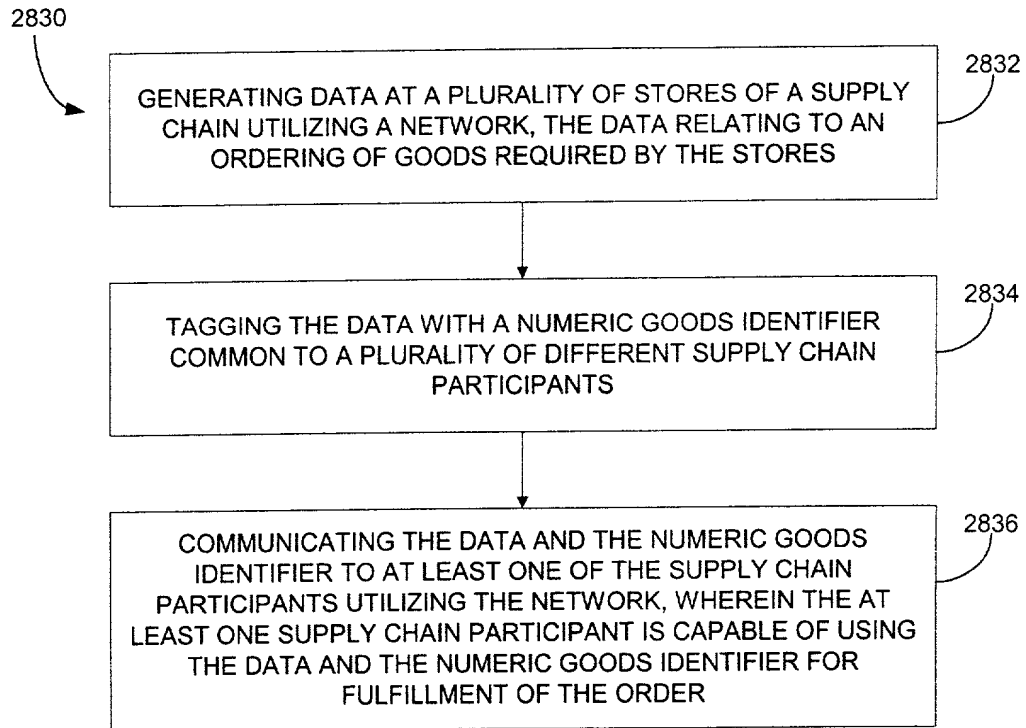 2830
2832
GENERATING DATA AT A PLURALITY OF STORES OF A SUPPLY
CHAIN UTILIZING A NETWORK, THE DATA RELATING TO AN
ORDERING OF GOODS REQUIRED BY THE STORES
2834
TAGGING THE DATA WITH A NUMERIC GOODS IDENTIFIER
COMMON TO A PLURALITY OF DIFFERENT SUPPLY CHAIN
PARTICIPANTS
2836
COMMUNICATING THE DATA AND THE NUMERIC GOODS
IDENTIFIER TO AT LEAST ONE OF THE SUPPLY CHAIN
PARTICIPANTS UTILIZING THE NETWORK, WHEREIN THE AT
LEAST ONE SUPPLY CHAIN PARTICIPANT IS CAPABLE OF USING
THE DATA AND THE NUMERIC GOODS IDENTIFIER FOR
FULFILLMENT OF THE ORDER